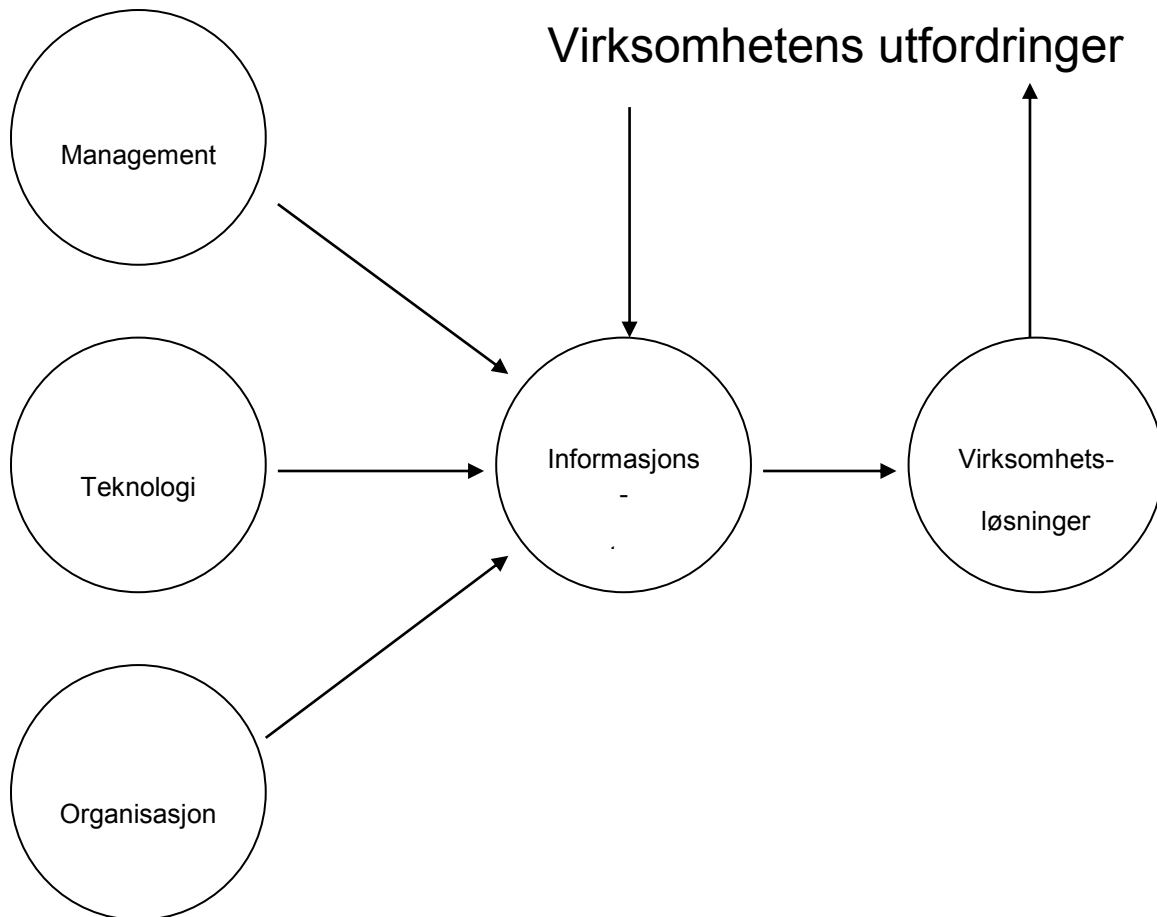 Virksomhetens utfordringer
Management
Teknologi
Informasjons
-
Virksomhets-
løsninger
Organisasjon